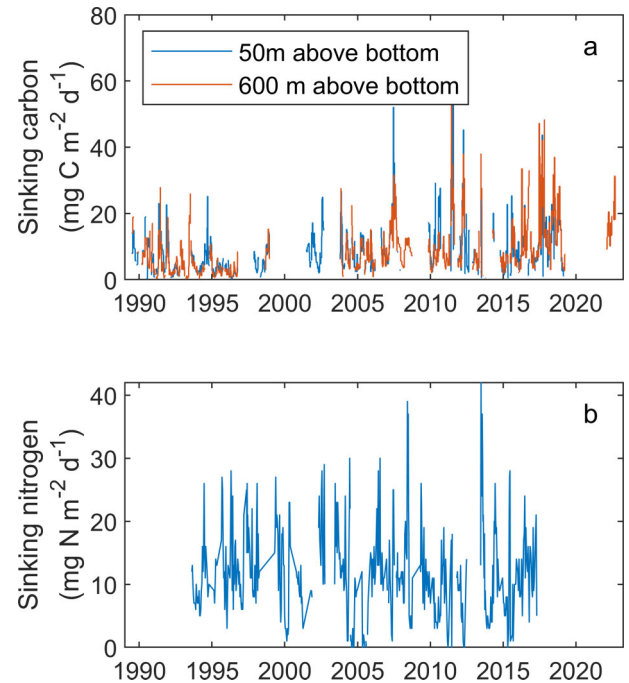 80
60
40
20
0
Sinking carbon
(mg C m⁻² d⁻¹)
50m above bottom
600 m above bottom
a
1990 1995 2000 2005 2010 2015 2020
40
30
20
10
0
Sinking nitrogen
(mg N m⁻² d⁻¹)
b
1990 1995 2000 2005 2010 2015 2020